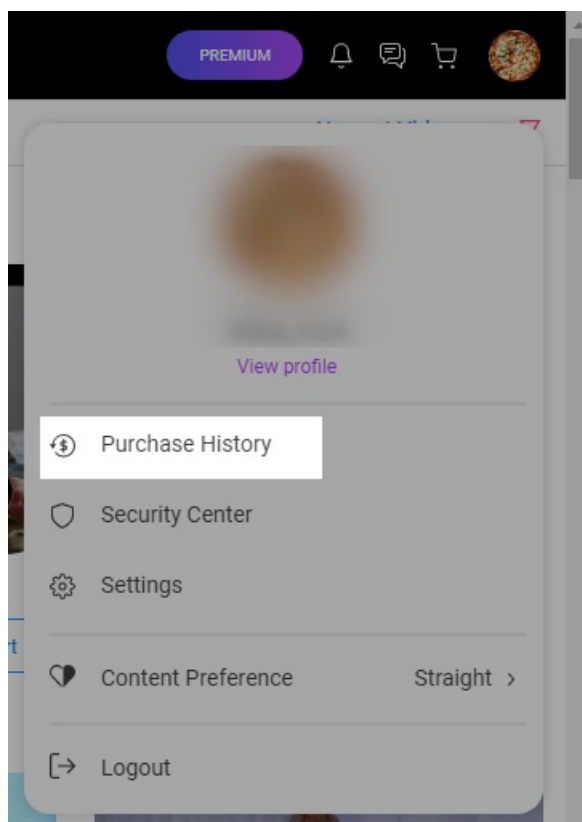 PREMIUM
View profile
Purchase History
Security Center
Settings
Content Preference
Straight >
Logout